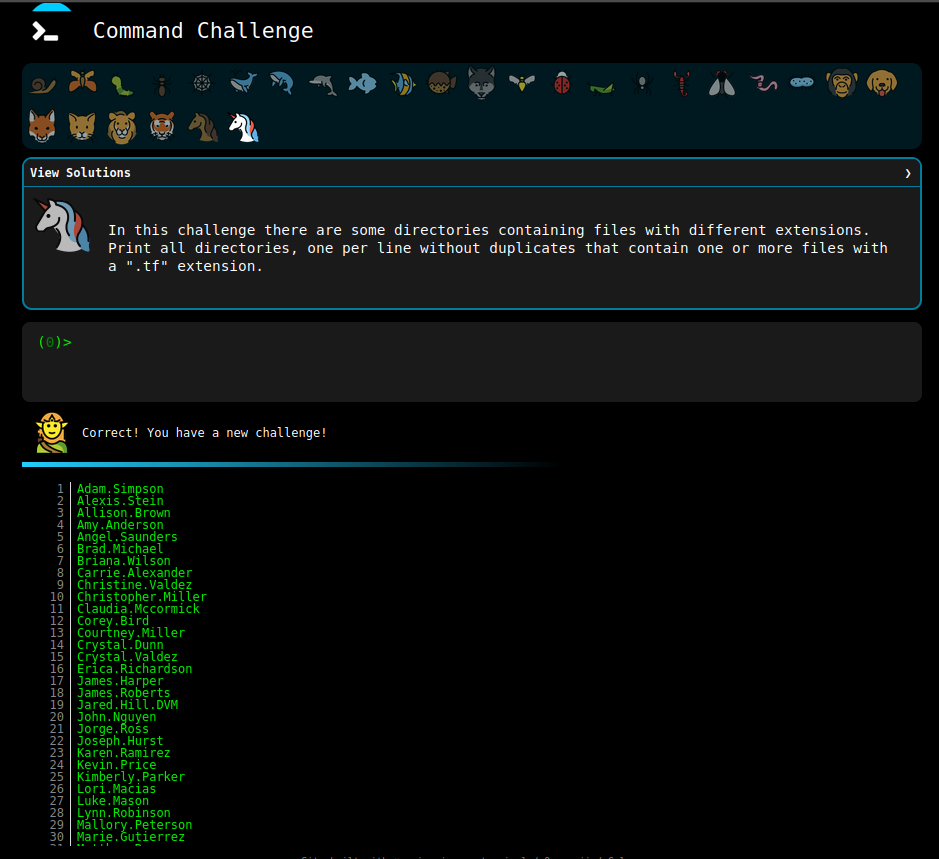 Command Challenge
View Solutions ❯
In this challenge there are some directories containing files with different extensions.
Print all directories, one per line without duplicates that contain one or more files with
a ".tf" extension.
(0)>
Correct! You have a new challenge!
1 Adam.Simpson
2 Alexis.Stein
3 Allison.Brown
4 Amy.Anderson
5 Angel.Saunders
6 Brad.Michael
7 Briana.Wilson
8 Carrie.Alexander
9 Christine.Valdez
10 Christopher.Miller
11 Claudia.Mccormick
12 Corey.Bird
13 Courtney.Miller
14 Crystal.Dunn
15 Crystal.Valdez
16 Erica.Richardson
17 James.Harper
18 James.Roberts
19 Jared.Hill.DVM
20 John.Nguyen
21 Jorge.Ross
22 Joseph.Hurst
23 Karen.Ramirez
24 Kevin.Price
25 Kimberly.Parker
26 Lori.Macias
27 Luke.Mason
28 Lynn.Robinson
29 Mallory.Peterson
30 Marie.Gutierrez